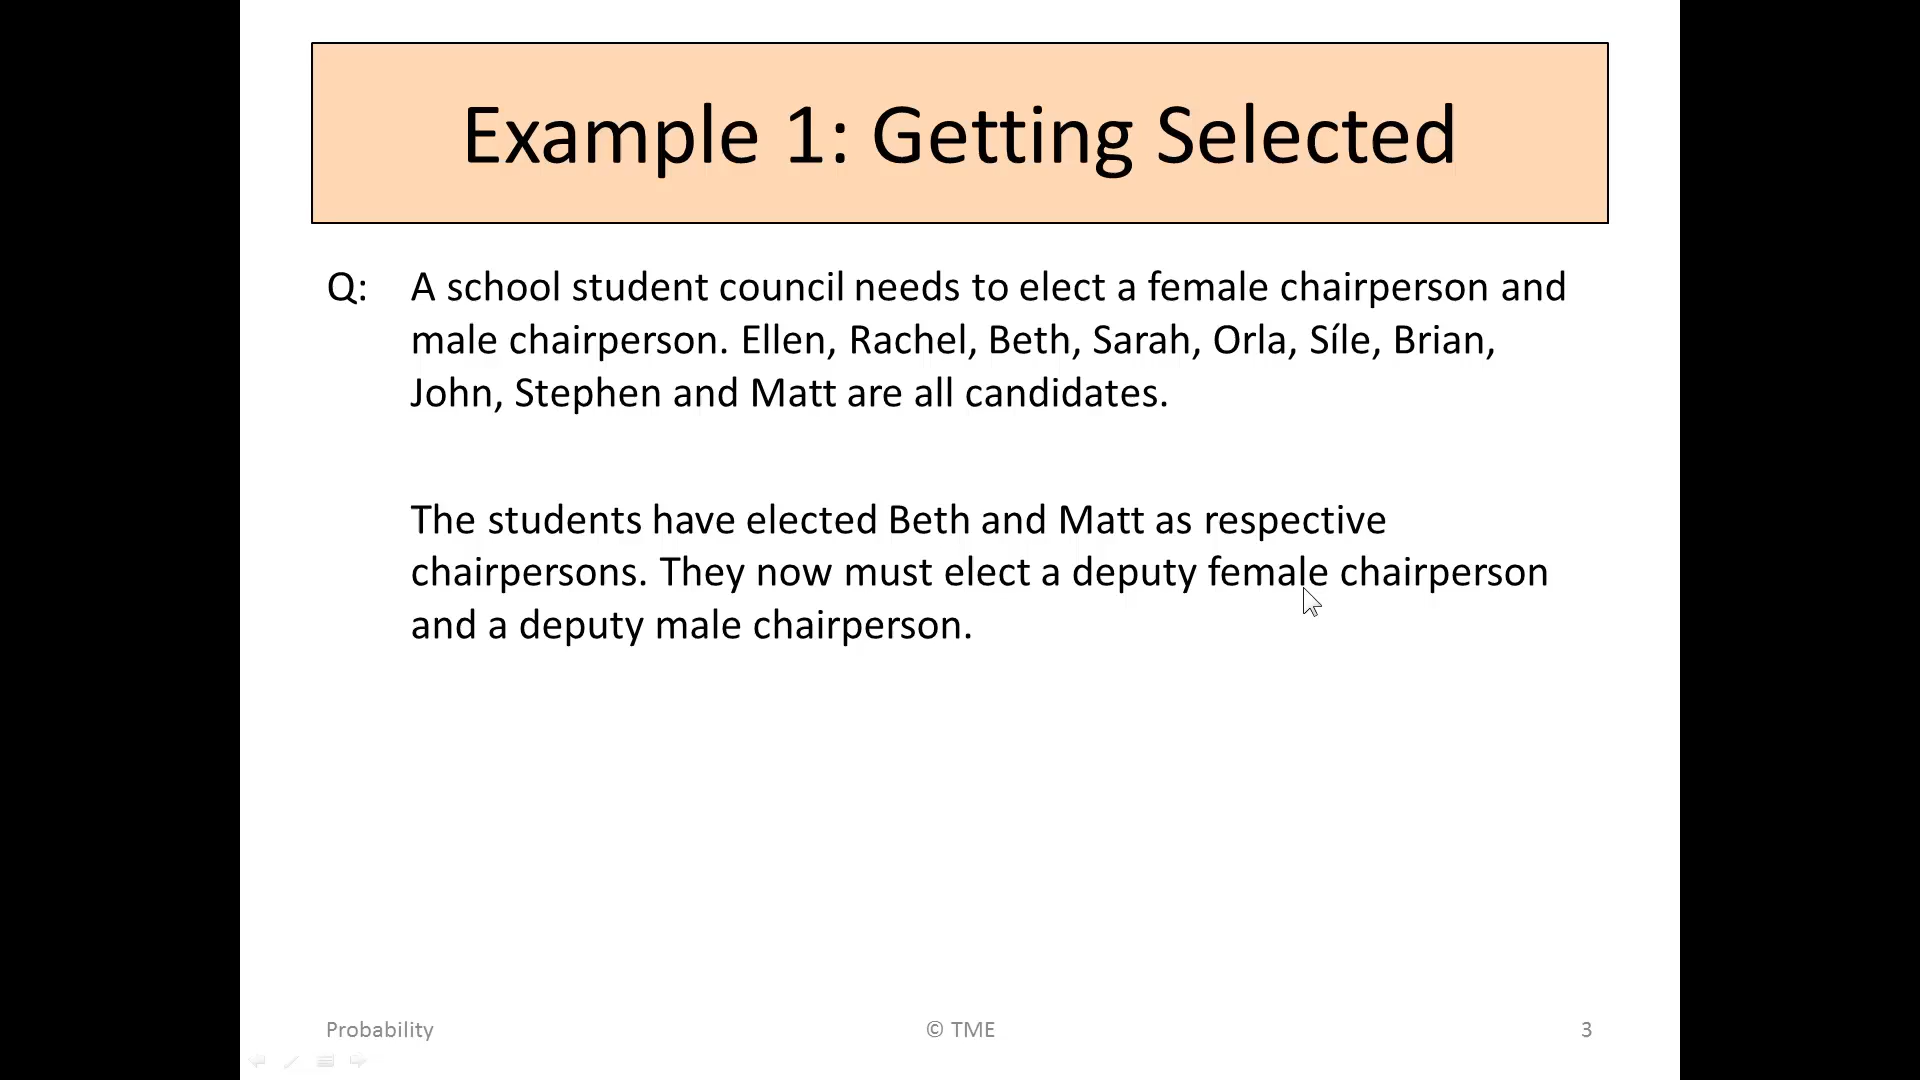 Example 1: Getting Selected
Q: A school student council needs to elect a female chairperson and
male chairperson. Ellen, Rachel, Beth, Sarah, Orla, Síle, Brian,
John, Stephen and Matt are all candidates.
The students have elected Beth and Matt as respective
chairpersons. They now must elect a deputy female chairperson
and a deputy male chairperson.
Probability © TME 3